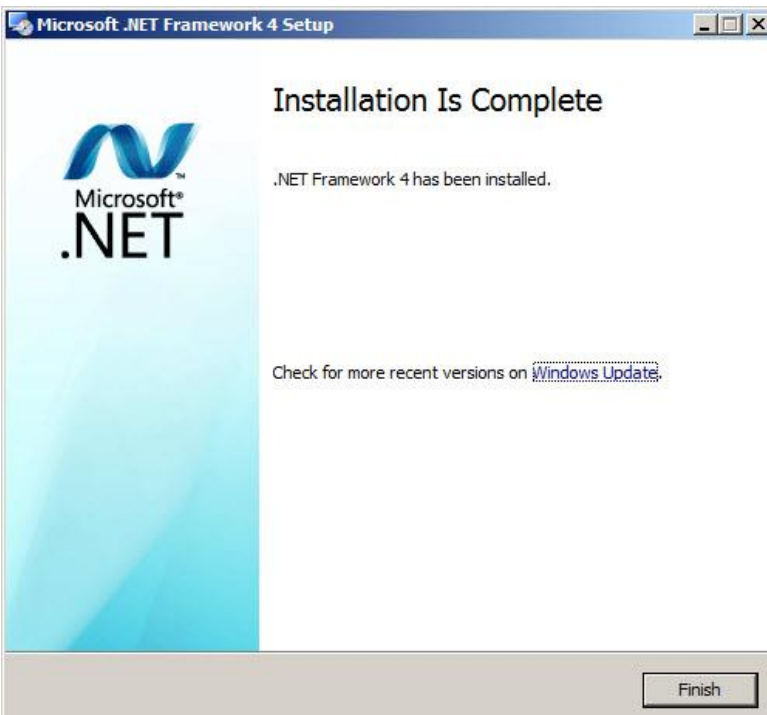 Microsoft .NET Framework 4 Setup
Installation Is Complete
Microsoft®
.NET
™
.NET Framework 4 has been installed.
Check for more recent versions on Windows Update.
Finish